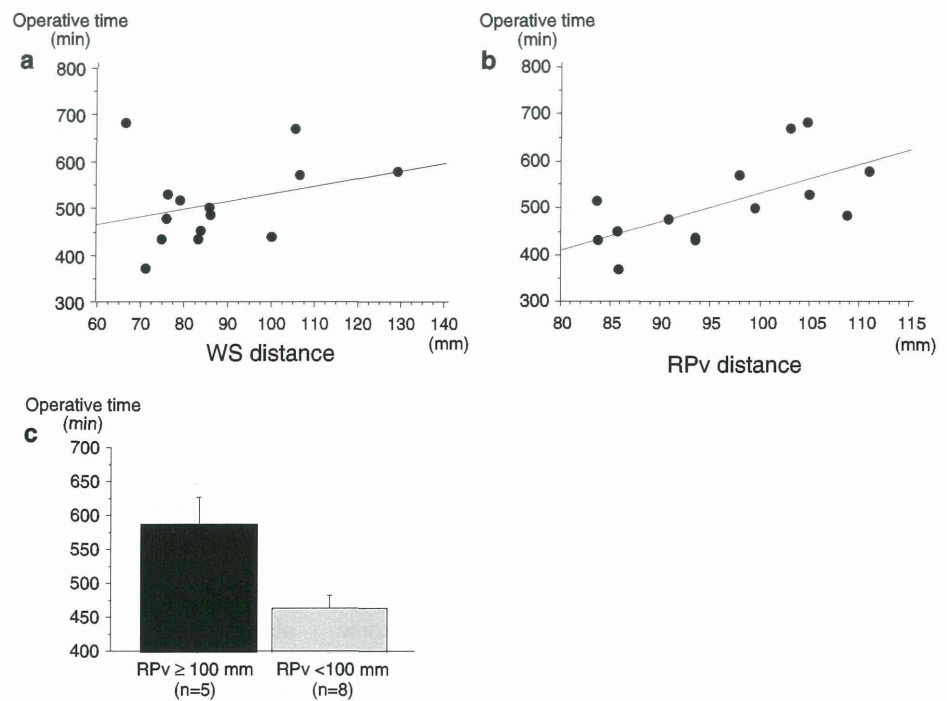 Operative time
(min)
a
800
700
600
500
400
300
60 70 80 90 100 110 120 130 140
(mm)
WS distance
Operative time
(min)
b
800
700
600
500
400
300
80 85 90 95 100 105 110 115
(mm)
RPv distance
Operative time
(min)
c
700
650
600
550
500
450
400
RPv ≥ 100 mm RPv <100 mm
(n=5) (n=8)